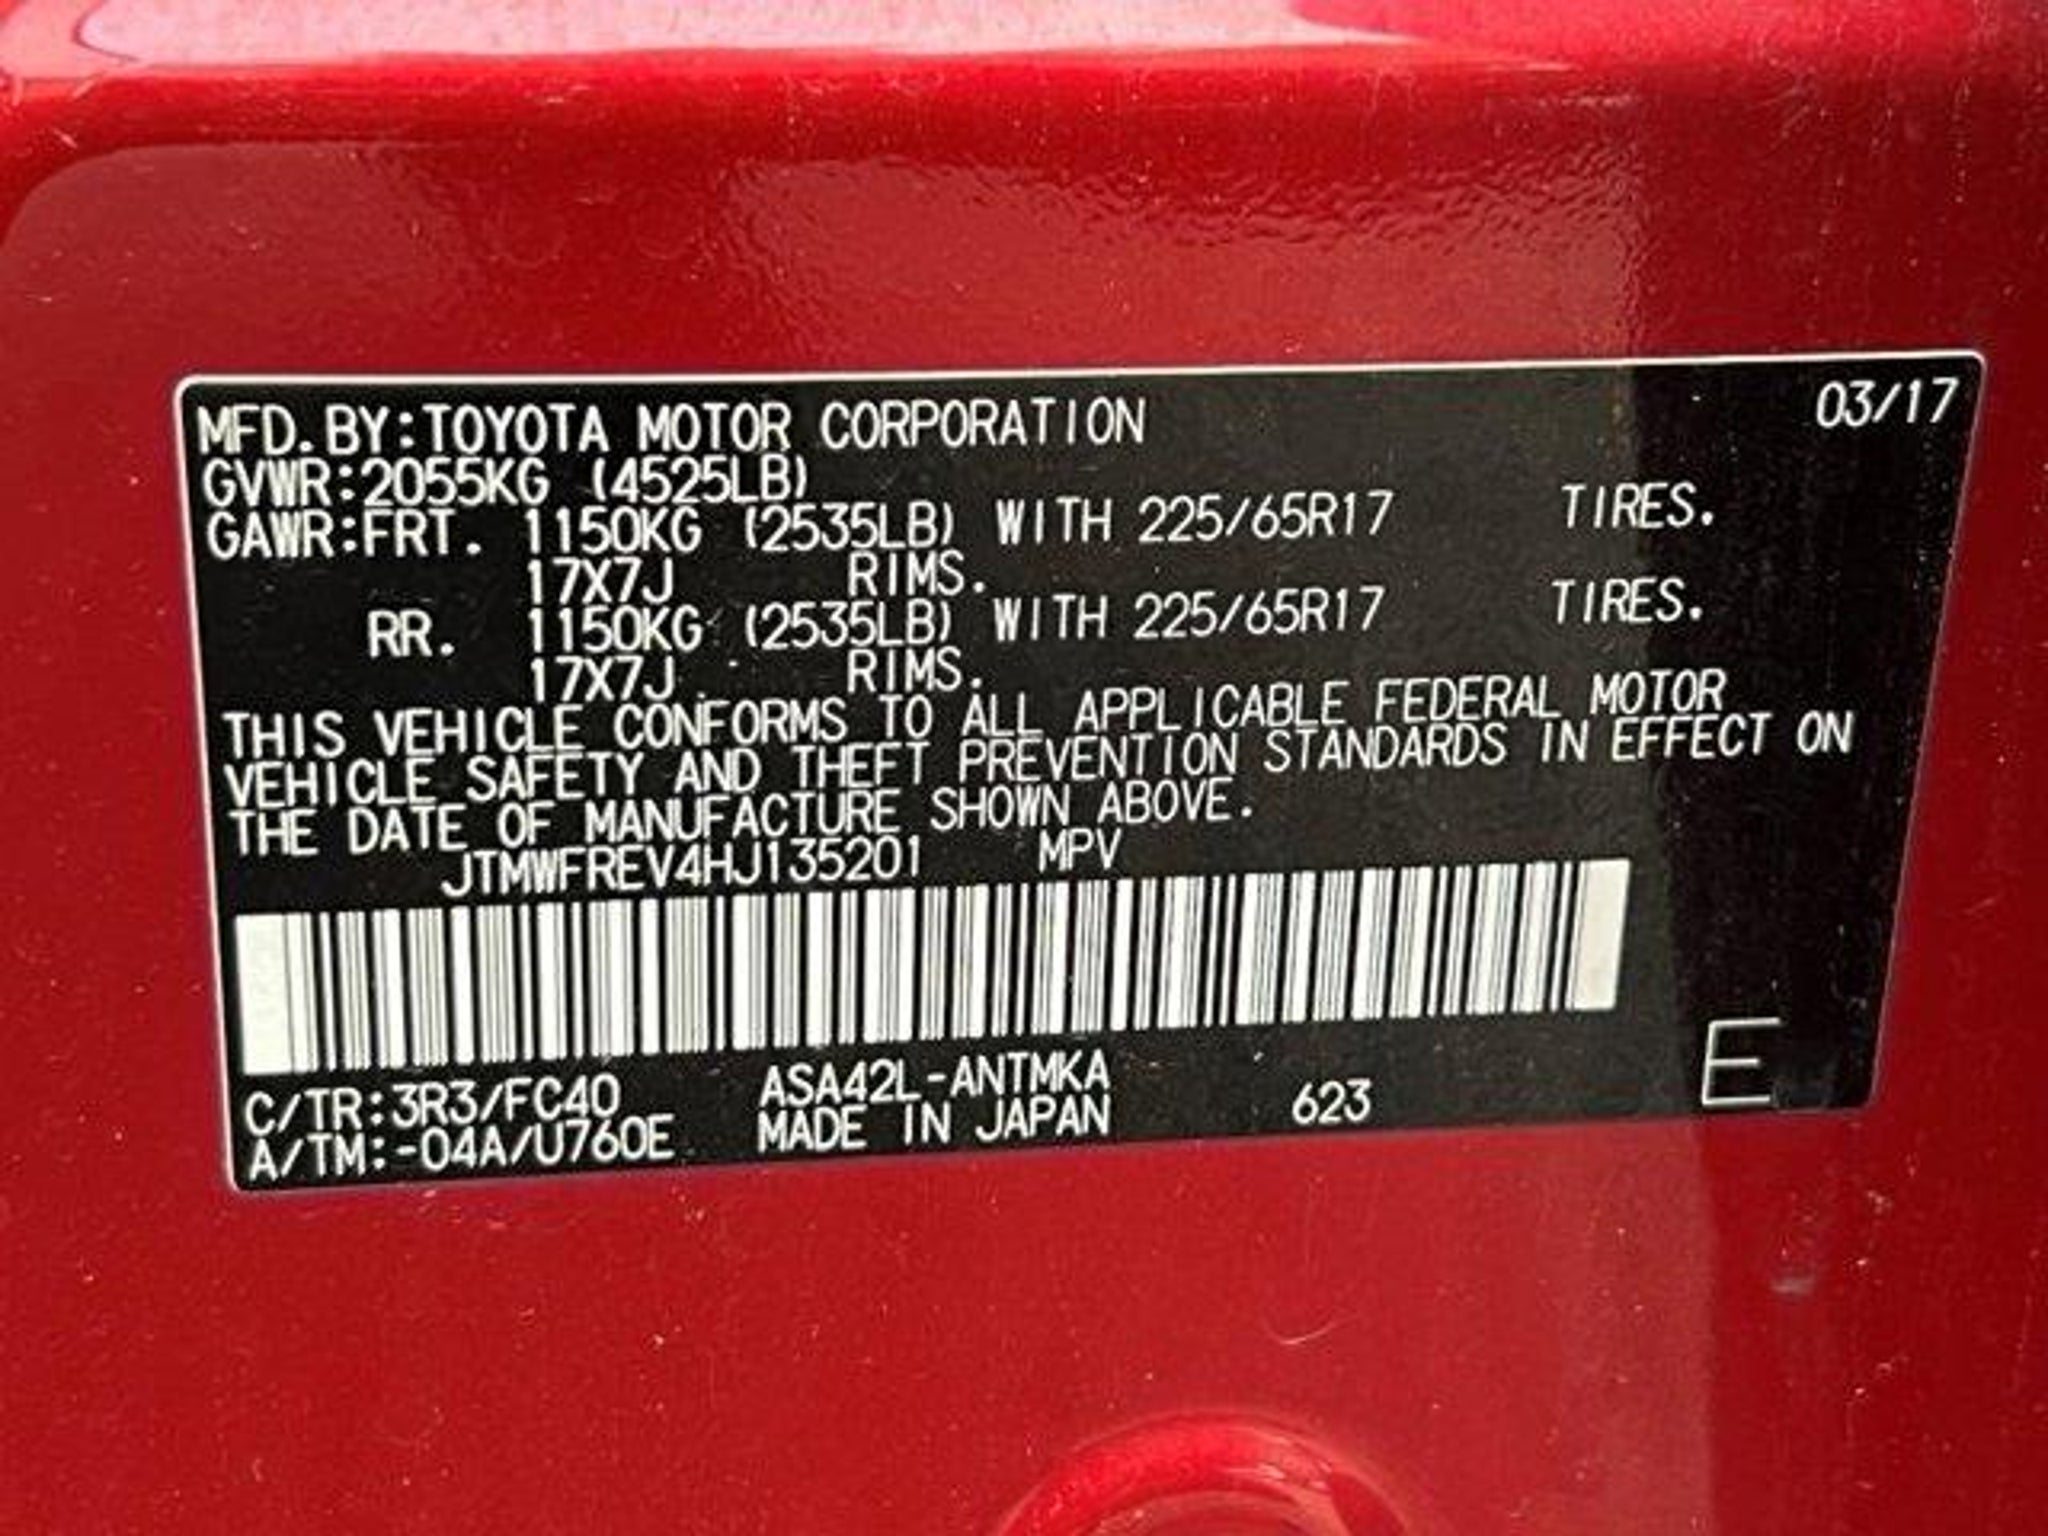 03/17
MFD.BY:TOYOTA MOTOR CORPORATION
GVWR:2055KG (4525LB)
GAWR:FRT. 1150KG (2535LB) WITH 225/65R17 TIRES.
17X7J RIMS.
RR. 1150KG (2535LB) WITH 225/65R17 TIRES.
17X7J RIMS.
THIS VEHICLE CONFORMS TO ALL APPLICABLE FEDERAL MOTOR
VEHICLE SAFETY AND THEFT PREVENTION STANDARDS IN EFFECT ON
THE DATE OF MANUFACTURE SHOWN ABOVE.
JTMWFREV4HJ135201 MPV
C/TR:3R3/FC40 ASA42L-ANTMKA 623 E
A/TM:-04A/U760E MADE IN JAPAN